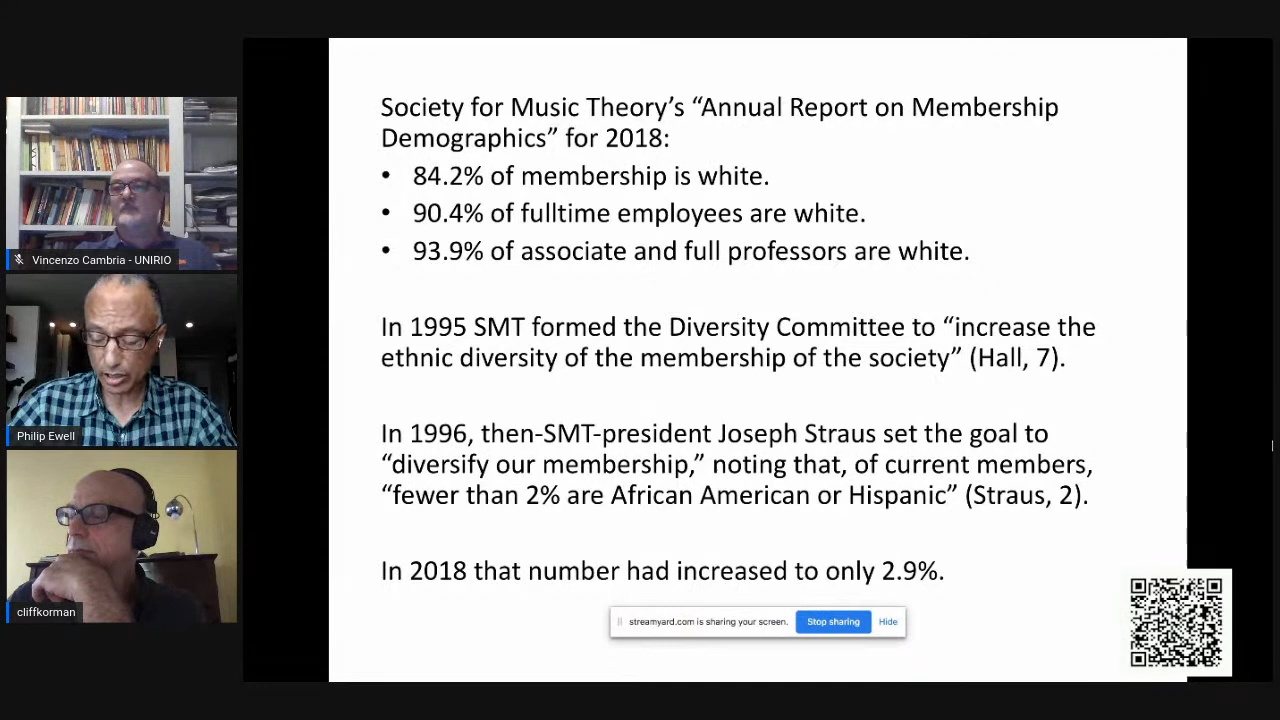 Society for Music Theory’s “Annual Report on Membership
Demographics” for 2018:
• 84.2% of membership is white.
• 90.4% of fulltime employees are white.
• 93.9% of associate and full professors are white.
In 1995 SMT formed the Diversity Committee to “increase the
ethnic diversity of the membership of the society” (Hall, 7).
In 1996, then-SMT-president Joseph Straus set the goal to
“diversify our membership,” noting that, of current members,
“fewer than 2% are African American or Hispanic” (Straus, 2).
In 2018 that number had increased to only 2.9%.
streamyard.com is sharing your screen. Stop sharing Hide
Vincenzo Cambria - UNIRIO
Philip Ewell
cliffkorman